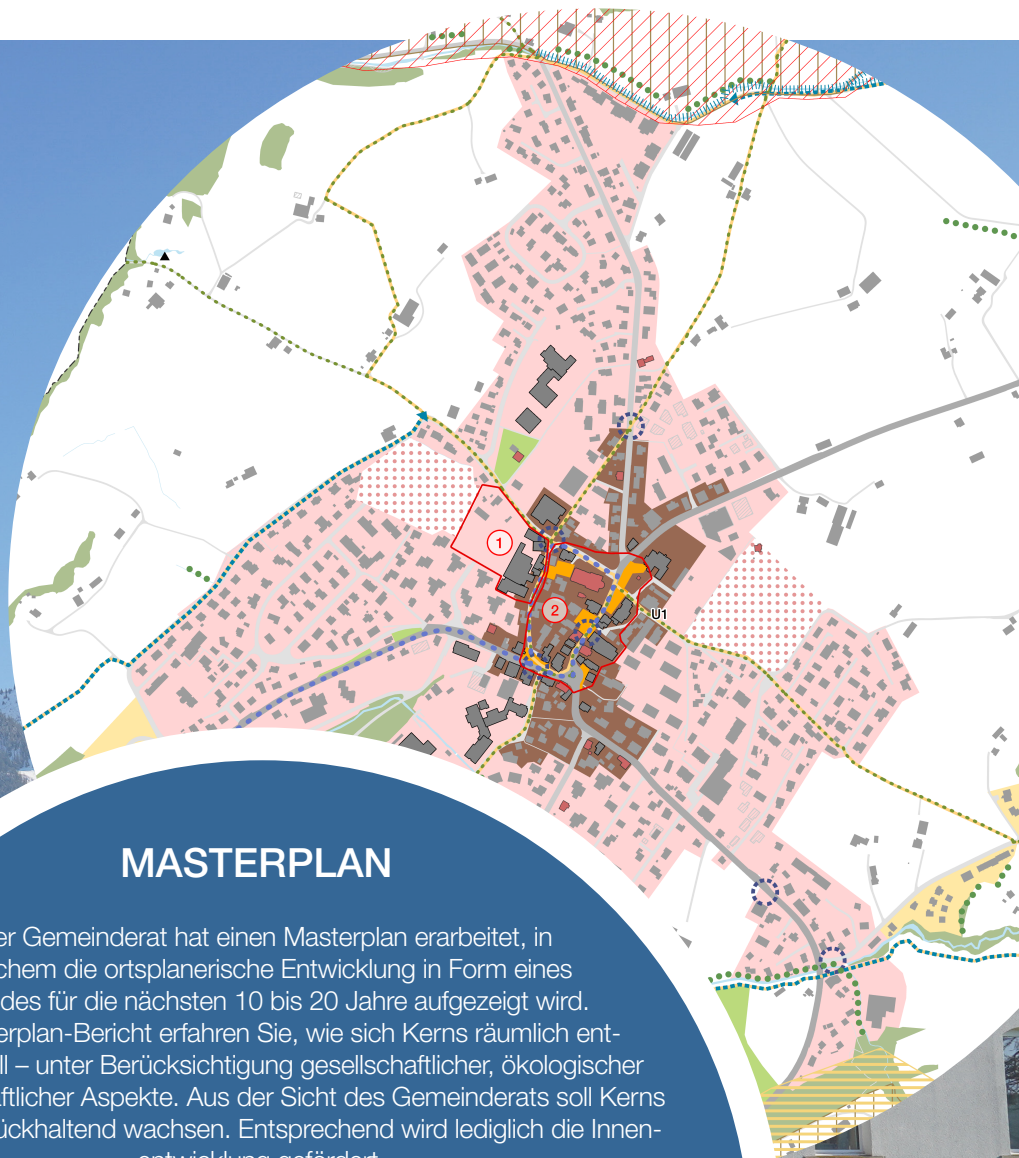 1
2
U1
MASTERPLAN
er Gemeinderat hat einen Masterplan erarbeitet, in
chem die ortsplanerische Entwicklung in Form eines
des für die nächsten 10 bis 20 Jahre aufgezeigt wird.
erplan-Bericht erfahren Sie, wie sich Kerns räumlich ent-
ll – unter Berücksichtigung gesellschaftlicher, ökologischer
aftlicher Aspekte. Aus der Sicht des Gemeinderats soll Kerns
ückhaltend wachsen. Entsprechend wird lediglich die Innen-
entwicklung gefördert